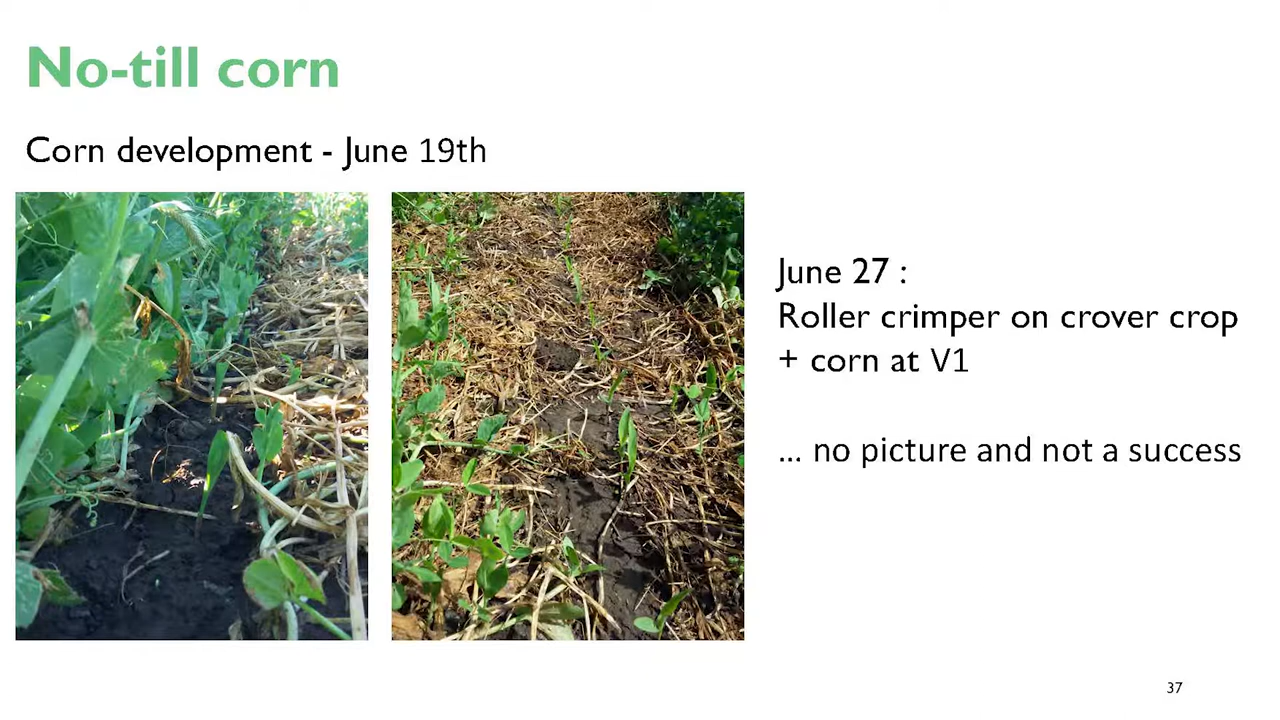 No-till corn
Corn development - June 19th
June 27 :
Roller crimper on crover crop
+ corn at V1
... no picture and not a success
37